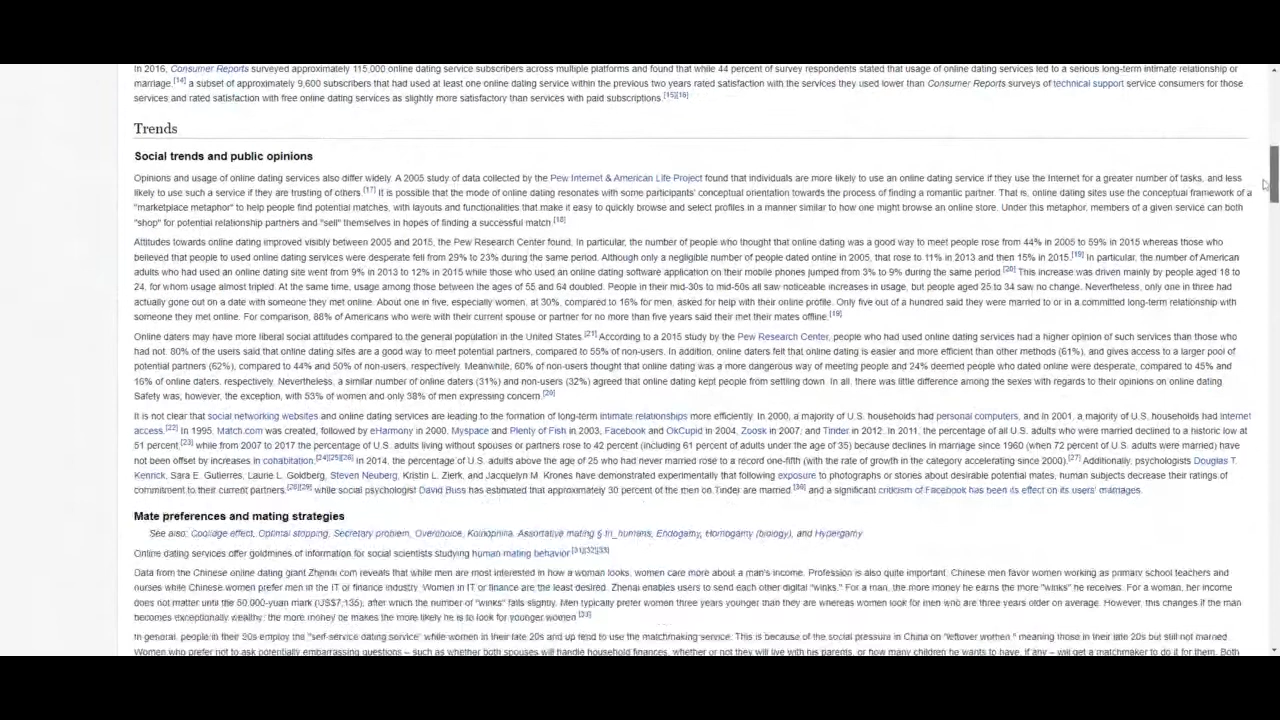 In 2016, Consumer Reports surveyed approximately 115,000 online dating service subscribers across multiple platforms and found that while 44 percent of survey respondents stated that usage of online dating services led to a serious long-term intimate relationship or
marriage.[14] a subset of approximately 9,600 subscribers that had used at least one online dating service within the previous two years rated satisfaction with the services they used lower than Consumer Reports surveys of technical support service consumers for those
services and rated satisfaction with free online dating services as slightly more satisfactory than services with paid subscriptions.[15][16]
Trends
Social trends and public opinions
Opinions and usage of online dating services also differ widely. A 2005 study of data collected by the Pew Internet & American Life Project found that individuals are more likely to use an online dating service if they use the Internet for a greater number of tasks, and less
likely to use such a service if they are trusting of others.[17] It is possible that the mode of online dating resonates with some participants' conceptual orientation towards the process of finding a romantic partner. That is, online dating sites use the conceptual framework of a
"marketplace metaphor" to help people find potential matches, with layouts and functionalities that make it easy to quickly browse and select profiles in a manner similar to how one might browse an online store. Under this metaphor, members of a given service can both
"shop" for potential relationship partners and "sell" themselves in hopes of finding a successful match.[18]
Attitudes towards online dating improved visibly between 2005 and 2015, the Pew Research Center found. In particular, the number of people who thought that online dating was a good way to meet people rose from 44% in 2005 to 59% in 2015 whereas those who
believed that people to used online dating services were desperate fell from 29% to 23% during the same period. Although only a negligible number of people dated online in 2005, that rose to 11% in 2013 and then 15% in 2015.[19] In particular, the number of American
adults who had used an online dating site went from 9% in 2013 to 12% in 2015 while those who used an online dating software application on their mobile phones jumped from 3% to 9% during the same period.[20] This increase was driven mainly by people aged 18 to
24, for whom usage almost tripled. At the same time, usage among those between the ages of 55 and 64 doubled. People in their mid-30s to mid-50s all saw noticeable increases in usage, but people aged 25 to 34 saw no change. Nevertheless, only one in three had
actually gone out on a date with someone they met online. About one in five, especially women, at 30%, compared to 16% for men, asked for help with their online profile. Only five out of a hundred said they were married to or in a committed long-term relationship with
someone they met online. For comparison, 88% of Americans who were with their current spouse or partner for no more than five years said their met their mates offline.[19]
Online daters may have more liberal social attitudes compared to the general population in the United States.[21] According to a 2015 study by the Pew Research Center, people who had used online dating services had a higher opinion of such services than those who
had not. 80% of the users said that online dating sites are a good way to meet potential partners, compared to 55% of non-users. In addition, online daters felt that online dating is easier and more efficient than other methods (61%), and gives access to a larger pool of
potential partners (62%), compared to 44% and 50% of non-users, respectively. Meanwhile, 60% of non-users thought that online dating was a more dangerous way of meeting people and 24% deemed people who dated online were desperate, compared to 45% and
16% of online daters, respectively. Nevertheless, a similar number of online daters (31%) and non-users (32%) agreed that online dating kept people from settling down. In all, there was little difference among the sexes with regards to their opinions on online dating.
Safety was, however, the exception, with 53% of women and only 38% of men expressing concern.[20]
It is not clear that social networking websites and online dating services are leading to the formation of long-term intimate relationships more efficiently. In 2000, a majority of U.S. households had personal computers, and in 2001, a majority of U.S. households had Internet
access.[22] In 1995, Match.com was created, followed by eHarmony in 2000, Myspace and Plenty of Fish in 2003, Facebook and OkCupid in 2004, Zoosk in 2007, and Tinder in 2012. In 2011, the percentage of all U.S. adults who were married declined to a historic low at
51 percent,[23] while from 2007 to 2017 the percentage of U.S. adults living without spouses or partners rose to 42 percent (including 61 percent of adults under the age of 35) because declines in marriage since 1960 (when 72 percent of U.S. adults were married) have
not been offset by increases in cohabitation.[24][25][26] In 2014, the percentage of U.S. adults above the age of 25 who had never married rose to a record one-fifth (with the rate of growth in the category accelerating since 2000).[27] Additionally, psychologists Douglas T.
Kenrick, Sara E. Gutierres, Laurie L. Goldberg, Steven Neuberg, Kristin L. Zierk, and Jacquelyn M. Krones have demonstrated experimentally that following exposure to photographs or stories about desirable potential mates, human subjects decrease their ratings of
commitment to their current partners,[28][29] while social psychologist David Buss has estimated that approximately 30 percent of the men on Tinder are married,[30] and a significant criticism of Facebook has been its effect on its users' marriages.
Mate preferences and mating strategies
See also: Coolidge effect, Optimal stopping, Secretary problem, Overchoice, Koinophilia, Assortative mating § In_humans, Endogamy, Homogamy (biology), and Hypergamy
Online dating services offer goldmines of information for social scientists studying human mating behavior.[31][32][33]
Data from the Chinese online dating giant Zhenai.com reveals that while men are most interested in how a woman looks, women care more about a man's income. Profession is also quite important. Chinese men favor women working as primary school teachers and
nurses while Chinese women prefer men in the IT or finance industry. Women in IT or finance are the least desired. Zhenai enables users to send each other digital "winks." For a man, the more money he earns the more "winks" he receives. For a woman, her income
does not matter until the 50,000-yuan mark (US$7,135), after which the number of "winks" falls slightly. Men typically prefer women three years younger than they are whereas women look for men who are three years older on average. However, this changes if the man
becomes exceptionally wealthy: the more money he makes the more likely he is to look for younger women.[33]
In general, people in their 20s employ the "self-service dating service" while women in their late 20s and up tend to use the matchmaking service. This is because of the social pressure in China on "leftover women," meaning those in their late 20s but still not married.
Women who prefer not to ask potentially embarrassing questions – such as whether both spouses will handle household finances, whether or not they will live with his parents, or how many children he wants to have, if any – will get a matchmaker to do it for them. Both